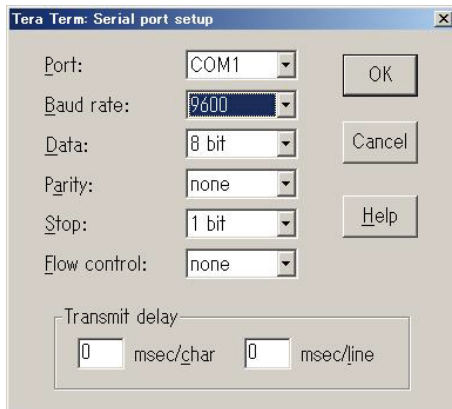 Tera Term: Serial port setup
Port: COM1
OK
Baud rate: 9600
Data: 8 bit
Cancel
Parity: none
Stop: 1 bit
Help
Flow control: none
Transmit delay
0 msec/char 0 msec/line